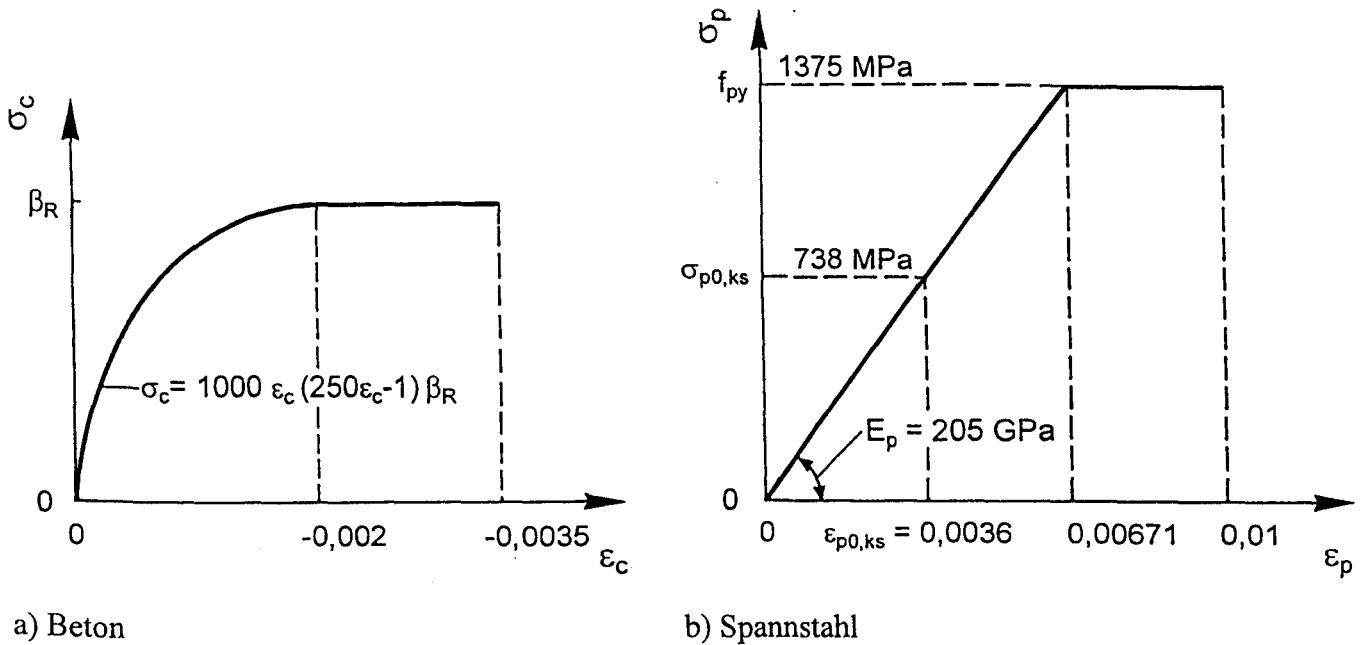 σc
βR
σc= 1000 εc (250εc-1) βR
0
0
-0,002
-0,0035
εc
a) Beton
σp
1375 MPa
fpy
738 MPa
σp0,ks
Ep = 205 GPa
0
0
εp0,ks = 0,0036
0,00671
0,01
εp
b) Spannstahl